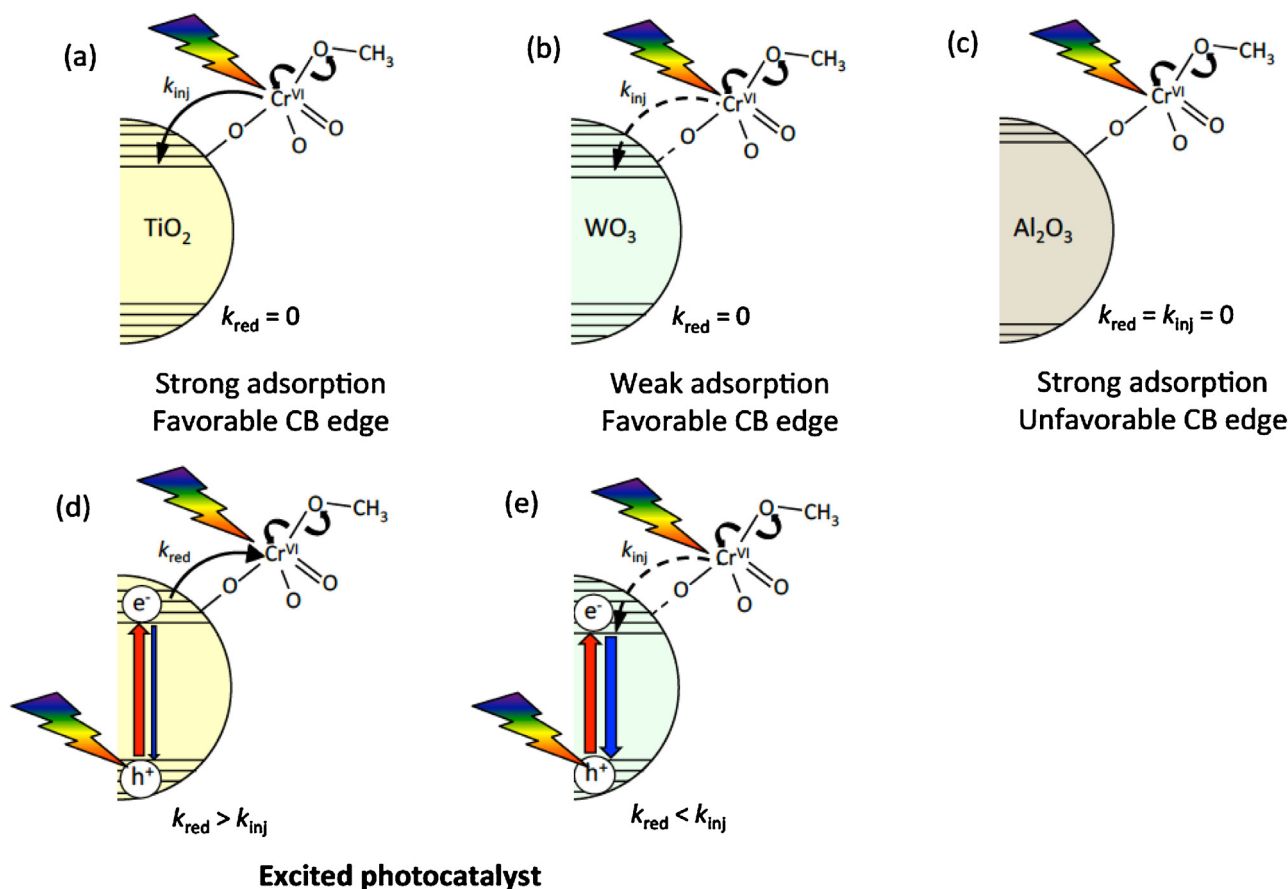 (a)
O
CH3
kinj
CrVI
O
O
O
TiO2
kred = 0
Strong adsorption
Favorable CB edge
(b)
O
CH3
kinj
CrVI
O
O
O
WO3
kred = 0
Weak adsorption
Favorable CB edge
(c)
O
CH3
CrVI
O
O
O
Al2O3
kred = kinj = 0
Strong adsorption
Unfavorable CB edge
(d)
O
CH3
kred
CrVI
O
O
O
e-
h+
kred > kinj
(e)
O
CH3
kinj
CrVI
O
O
O
e-
h+
kred < kinj
Excited photocatalyst